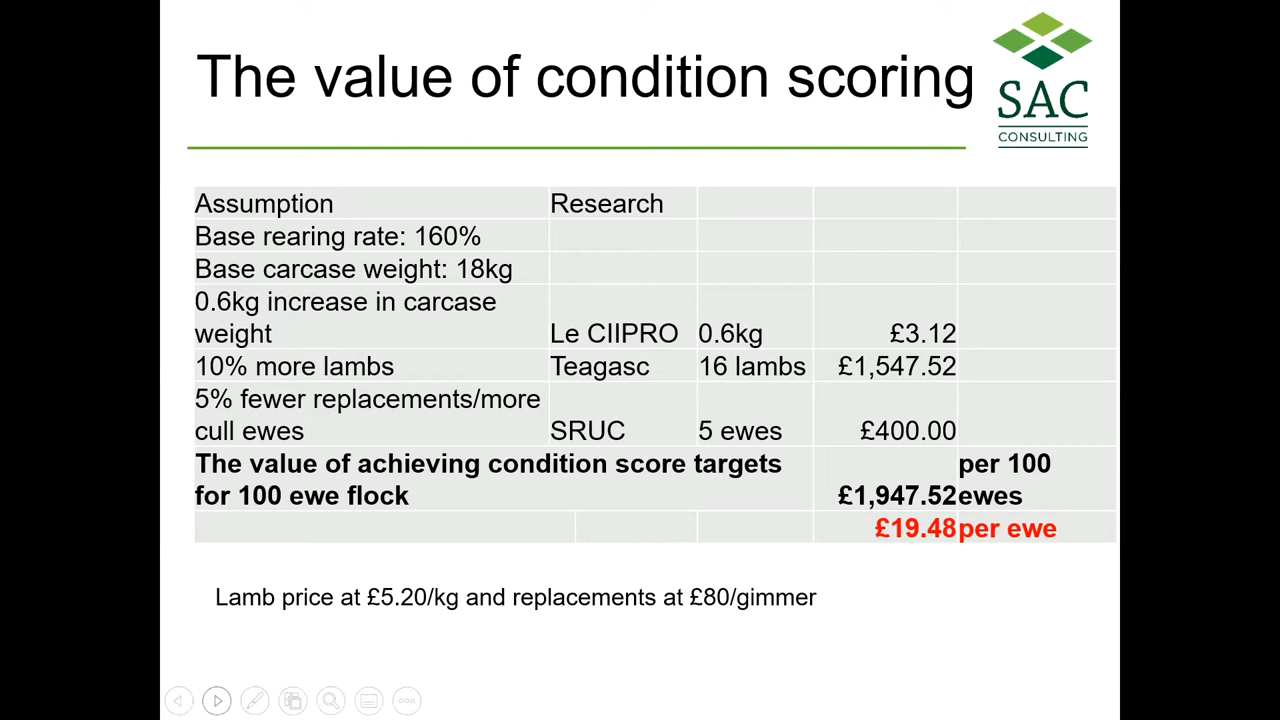 The value of condition scoring
SAC
CONSULTING
Assumption Research
Base rearing rate: 160%
Base carcase weight: 18kg
0.6kg increase in carcase
weight Le CIIPRO 0.6kg £3.12
10% more lambs Teagasc 16 lambs £1,547.52
5% fewer replacements/more
cull ewes SRUC 5 ewes £400.00
The value of achieving condition score targets per 100
for 100 ewe flock £1,947.52 ewes
£19.48 per ewe
Lamb price at £5.20/kg and replacements at £80/gimmer